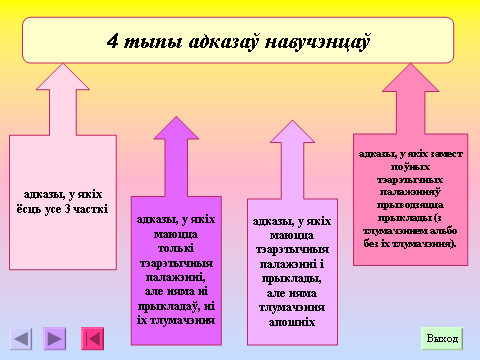 4 тыпы адказаў навучэнцаў
адказы, у якіх
ёсць усе 3 часткі
адказы, у якіх
маюцца
толькі
тэарэтычныя
палажэнні,
але няма ні
прыкладаў, ні
іх тлумачэння
адказы, у якіх
маюцца
тэарэтычныя
палажэнні і
прыклады,
але няма
тлумачэння
апошніх
адказы, у якіх замест
поўных
тэарэтычных
палажэнняў
прыводзяцца
прыклады (з
тлумачэннем альбо
без іх тлумачэння).
Выхад